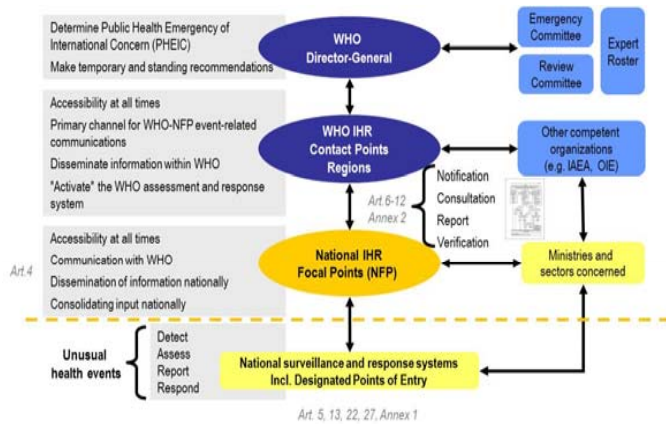 Determine Public Health Emergency of
International Concern (PHEIC)
Make temporary and standing recommendations
WHO
Director-General
Emergency
Committee
Review
Committee
Expert
Roster
Accessibility at all times
Primary channel for WHO-NFP event-related
communications
Disseminate information within WHO
"Activate" the WHO assessment and response
system
WHO IHR
Contact Points
Regions
Other competent
organizations
(e.g. IAEA, OIE)
Art.6-12
Annex 2
Notification
Consultation
Report
Verification
Art.4
Accessibility at all times
Communication with WHO
Dissemination of information nationally
Consolidating input nationally
National IHR
Focal Points (NFP)
Ministries and
sectors concerned
Unusual
health events
Detect
Assess
Report
Respond
National surveillance and response systems
Incl. Designated Points of Entry
Art. 5, 13, 22, 27, Annex 1